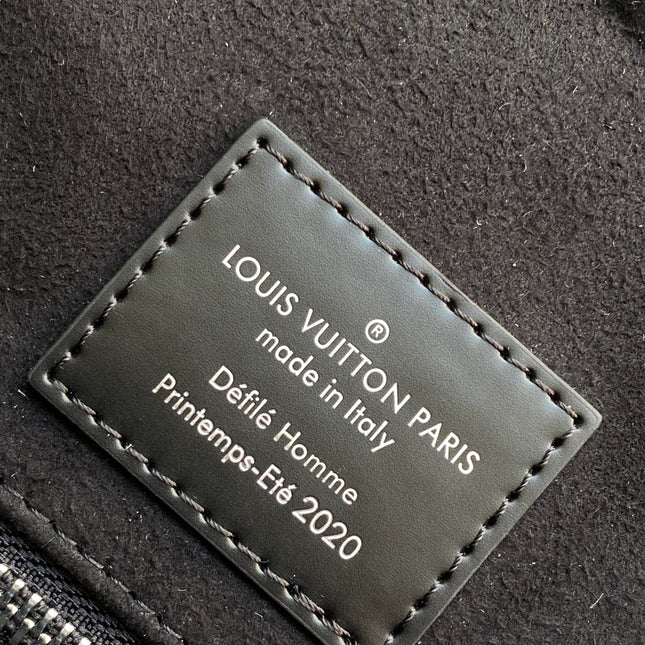 LOUIS VUITTON PARIS
®
made in Italy
Défilé Homme
Printemps-Eté 2020